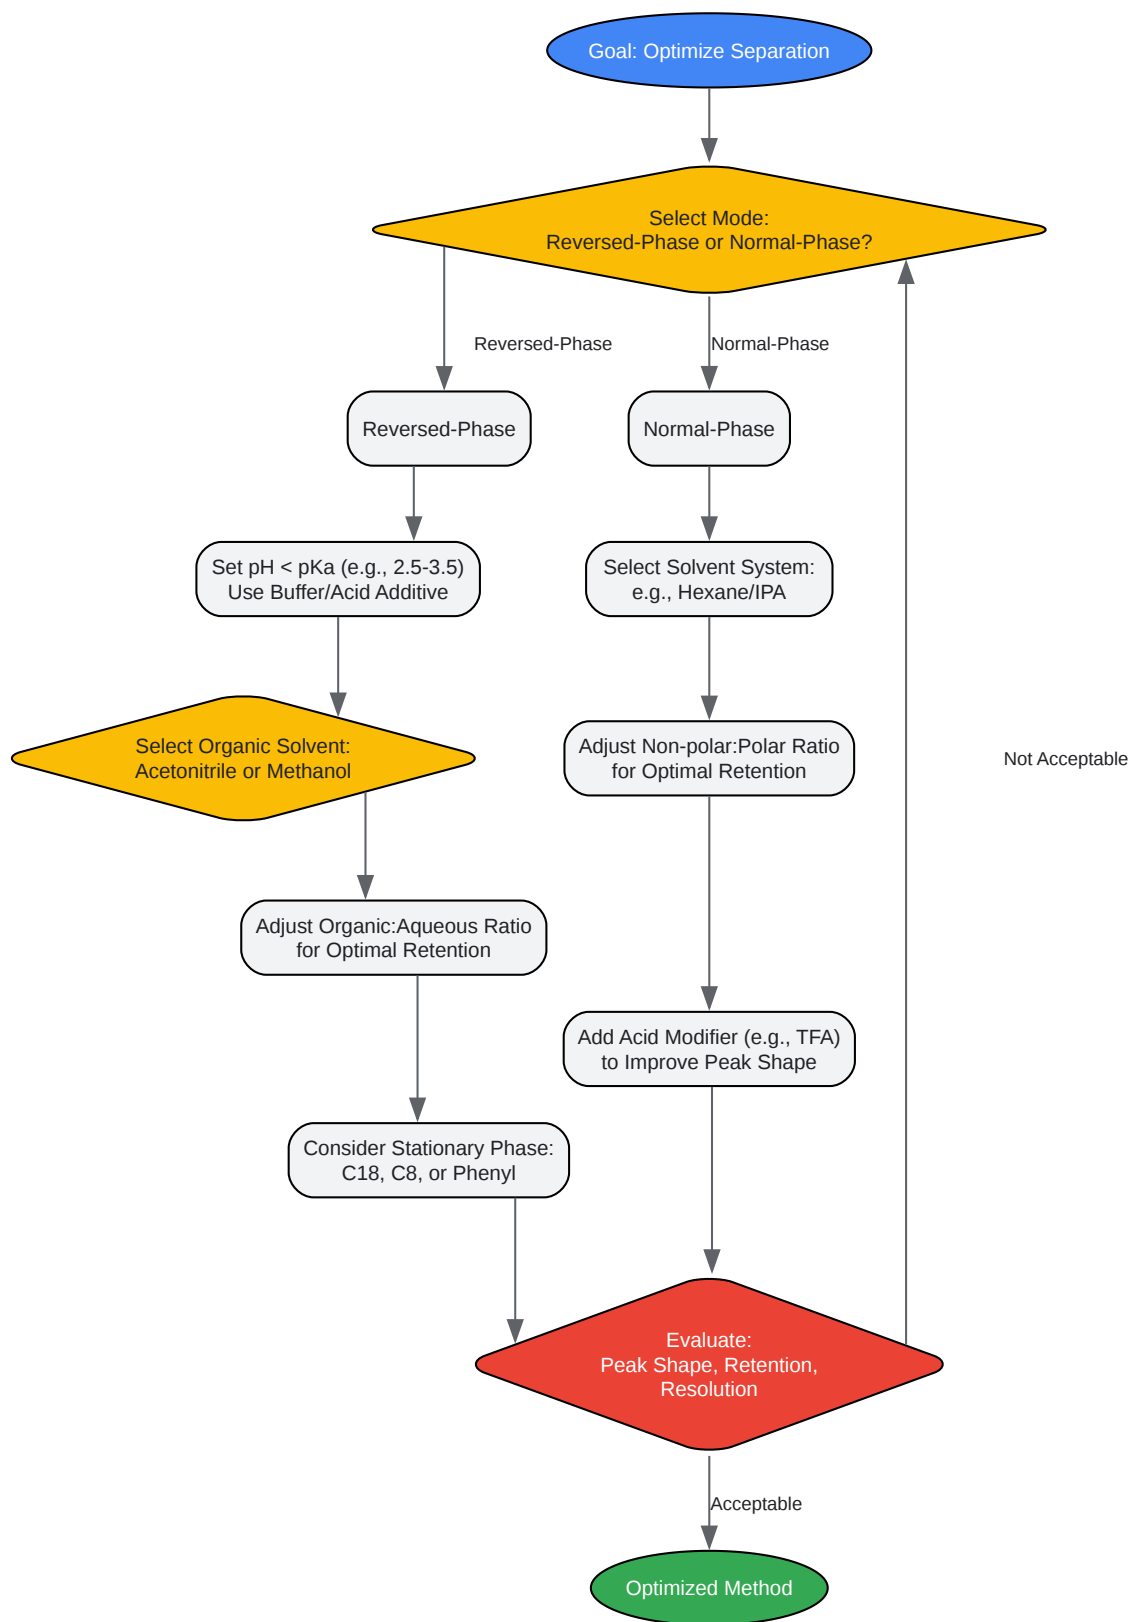 Goal: Optimize Separation
Select Mode:
Reversed-Phase or Normal-Phase?
Reversed-Phase
Normal-Phase
Reversed-Phase
Normal-Phase
Set pH < pKa (e.g., 2.5-3.5)
Use Buffer/Acid Additive
Select Solvent System:
e.g., Hexane/IPA
Select Organic Solvent:
Acetonitrile or Methanol
Adjust Non-polar:Polar Ratio
for Optimal Retention
Not Acceptable
Adjust Organic:Aqueous Ratio
for Optimal Retention
Add Acid Modifier (e.g., TFA)
to Improve Peak Shape
Consider Stationary Phase:
C18, C8, or Phenyl
Evaluate:
Peak Shape, Retention,
Resolution
Acceptable
Optimized Method